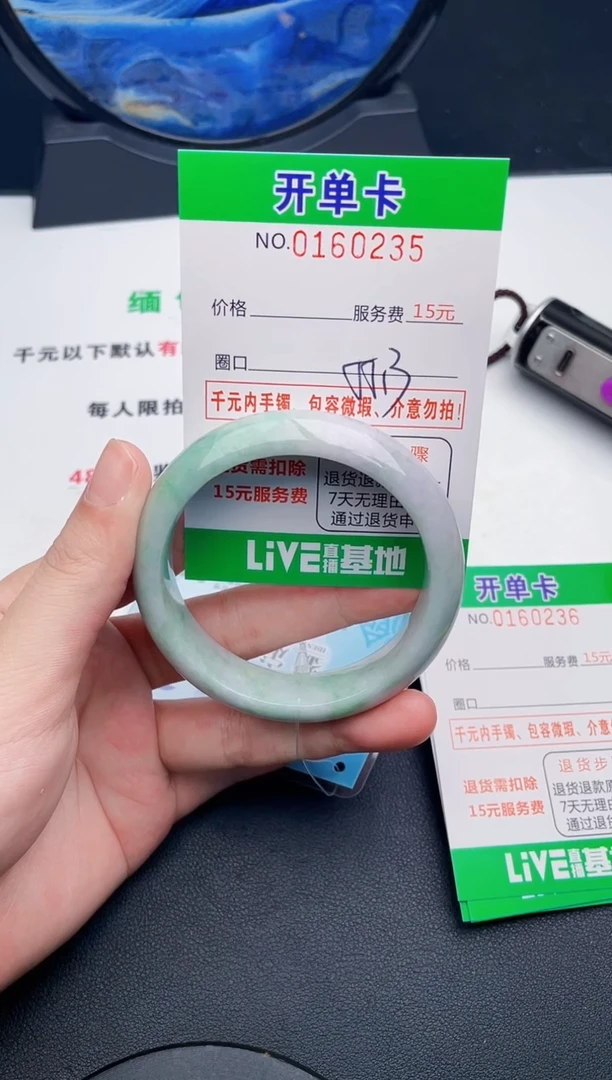 开单卡
NO.0160235
价格 服务费 15元
圈口
千元内手镯、包容微瑕、介意勿拍!
货需扣除
15元服务费
骤
退货退款
7天无理由
通过退货申
LiVE直播基地
缅
千元以下默认有
每人限拍
48
开单卡
NO.0160236
价格 服务费 15元
圈口
千元内手镯、包容微瑕、介意
退货需扣除
15元服务费
退货步
退货退款原
7天无理由
通过退货
LiVE直播基地